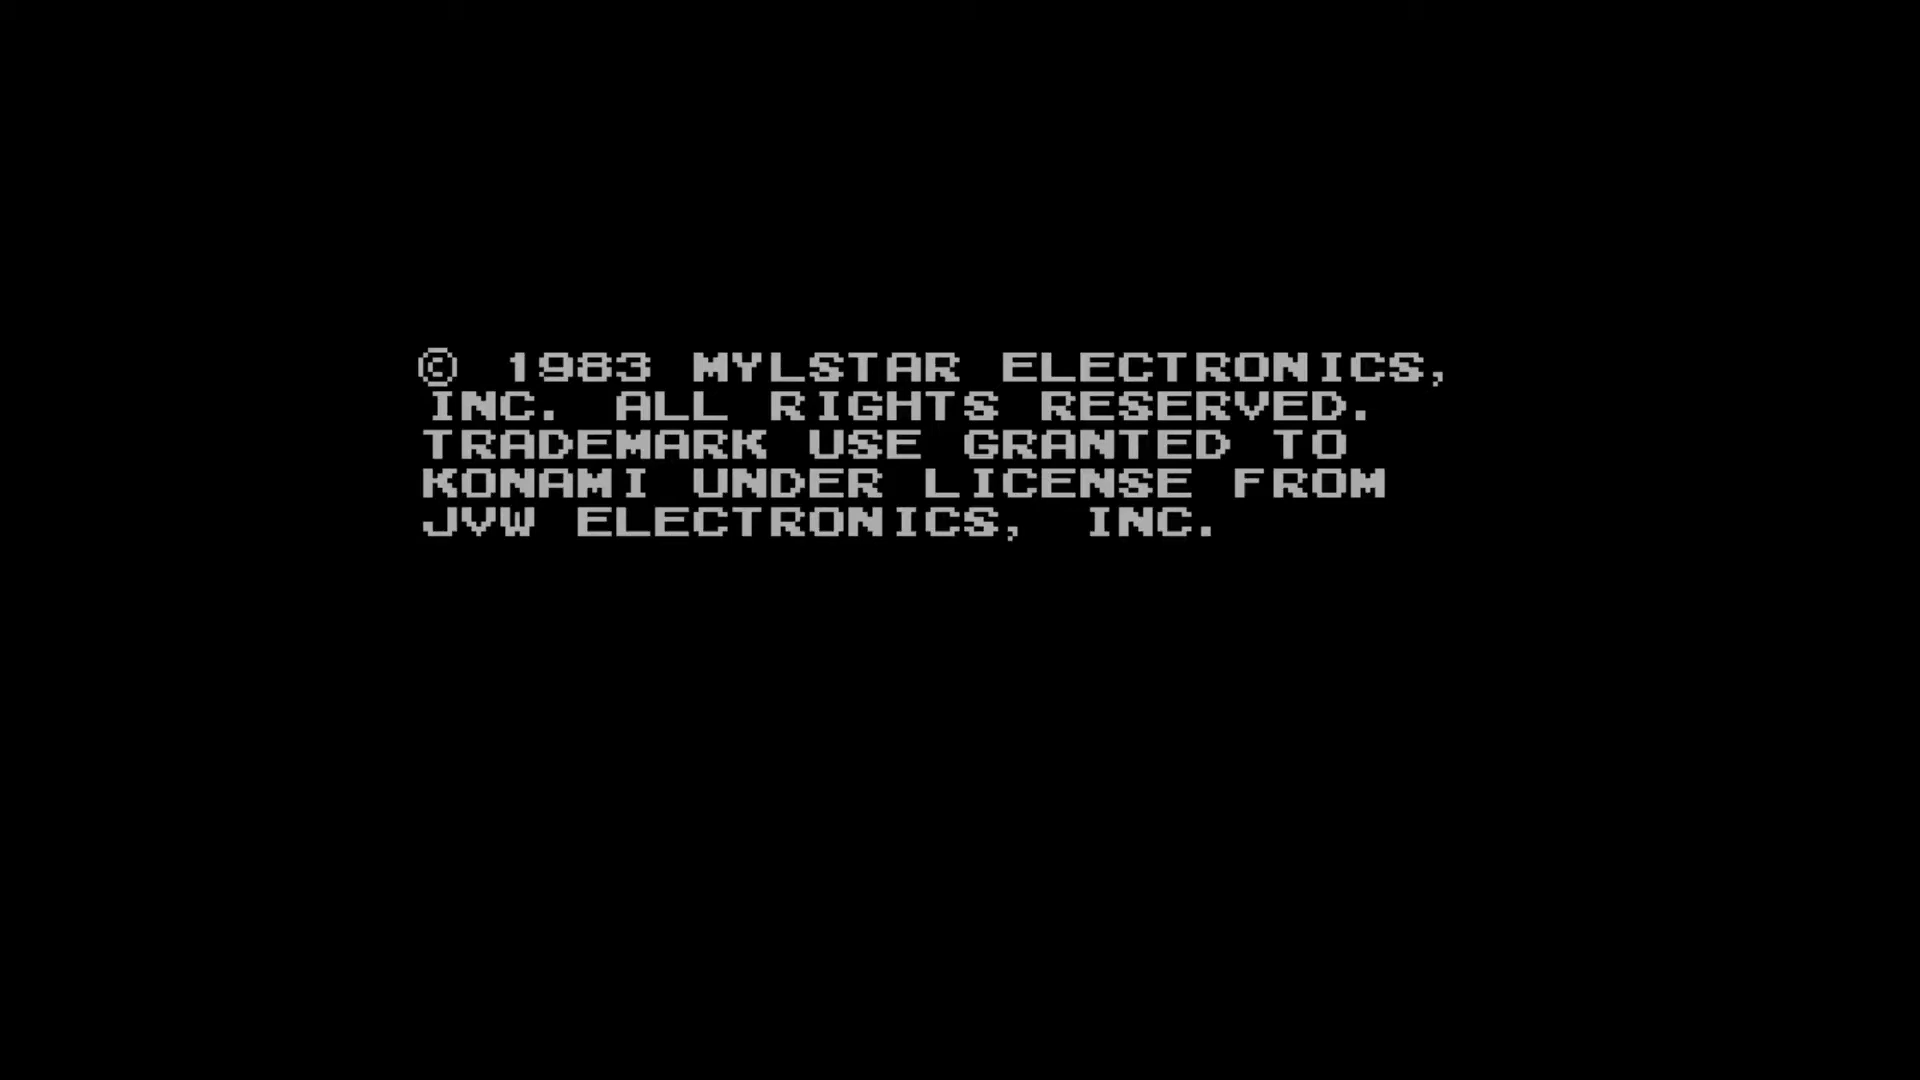 © 1983 MYLSTAR ELECTRONICS,
INC. ALL RIGHTS RESERVED.
TRADEMARK USE GRANTED TO
KONAMI UNDER LICENSE FROM
JVW ELECTRONICS, INC.